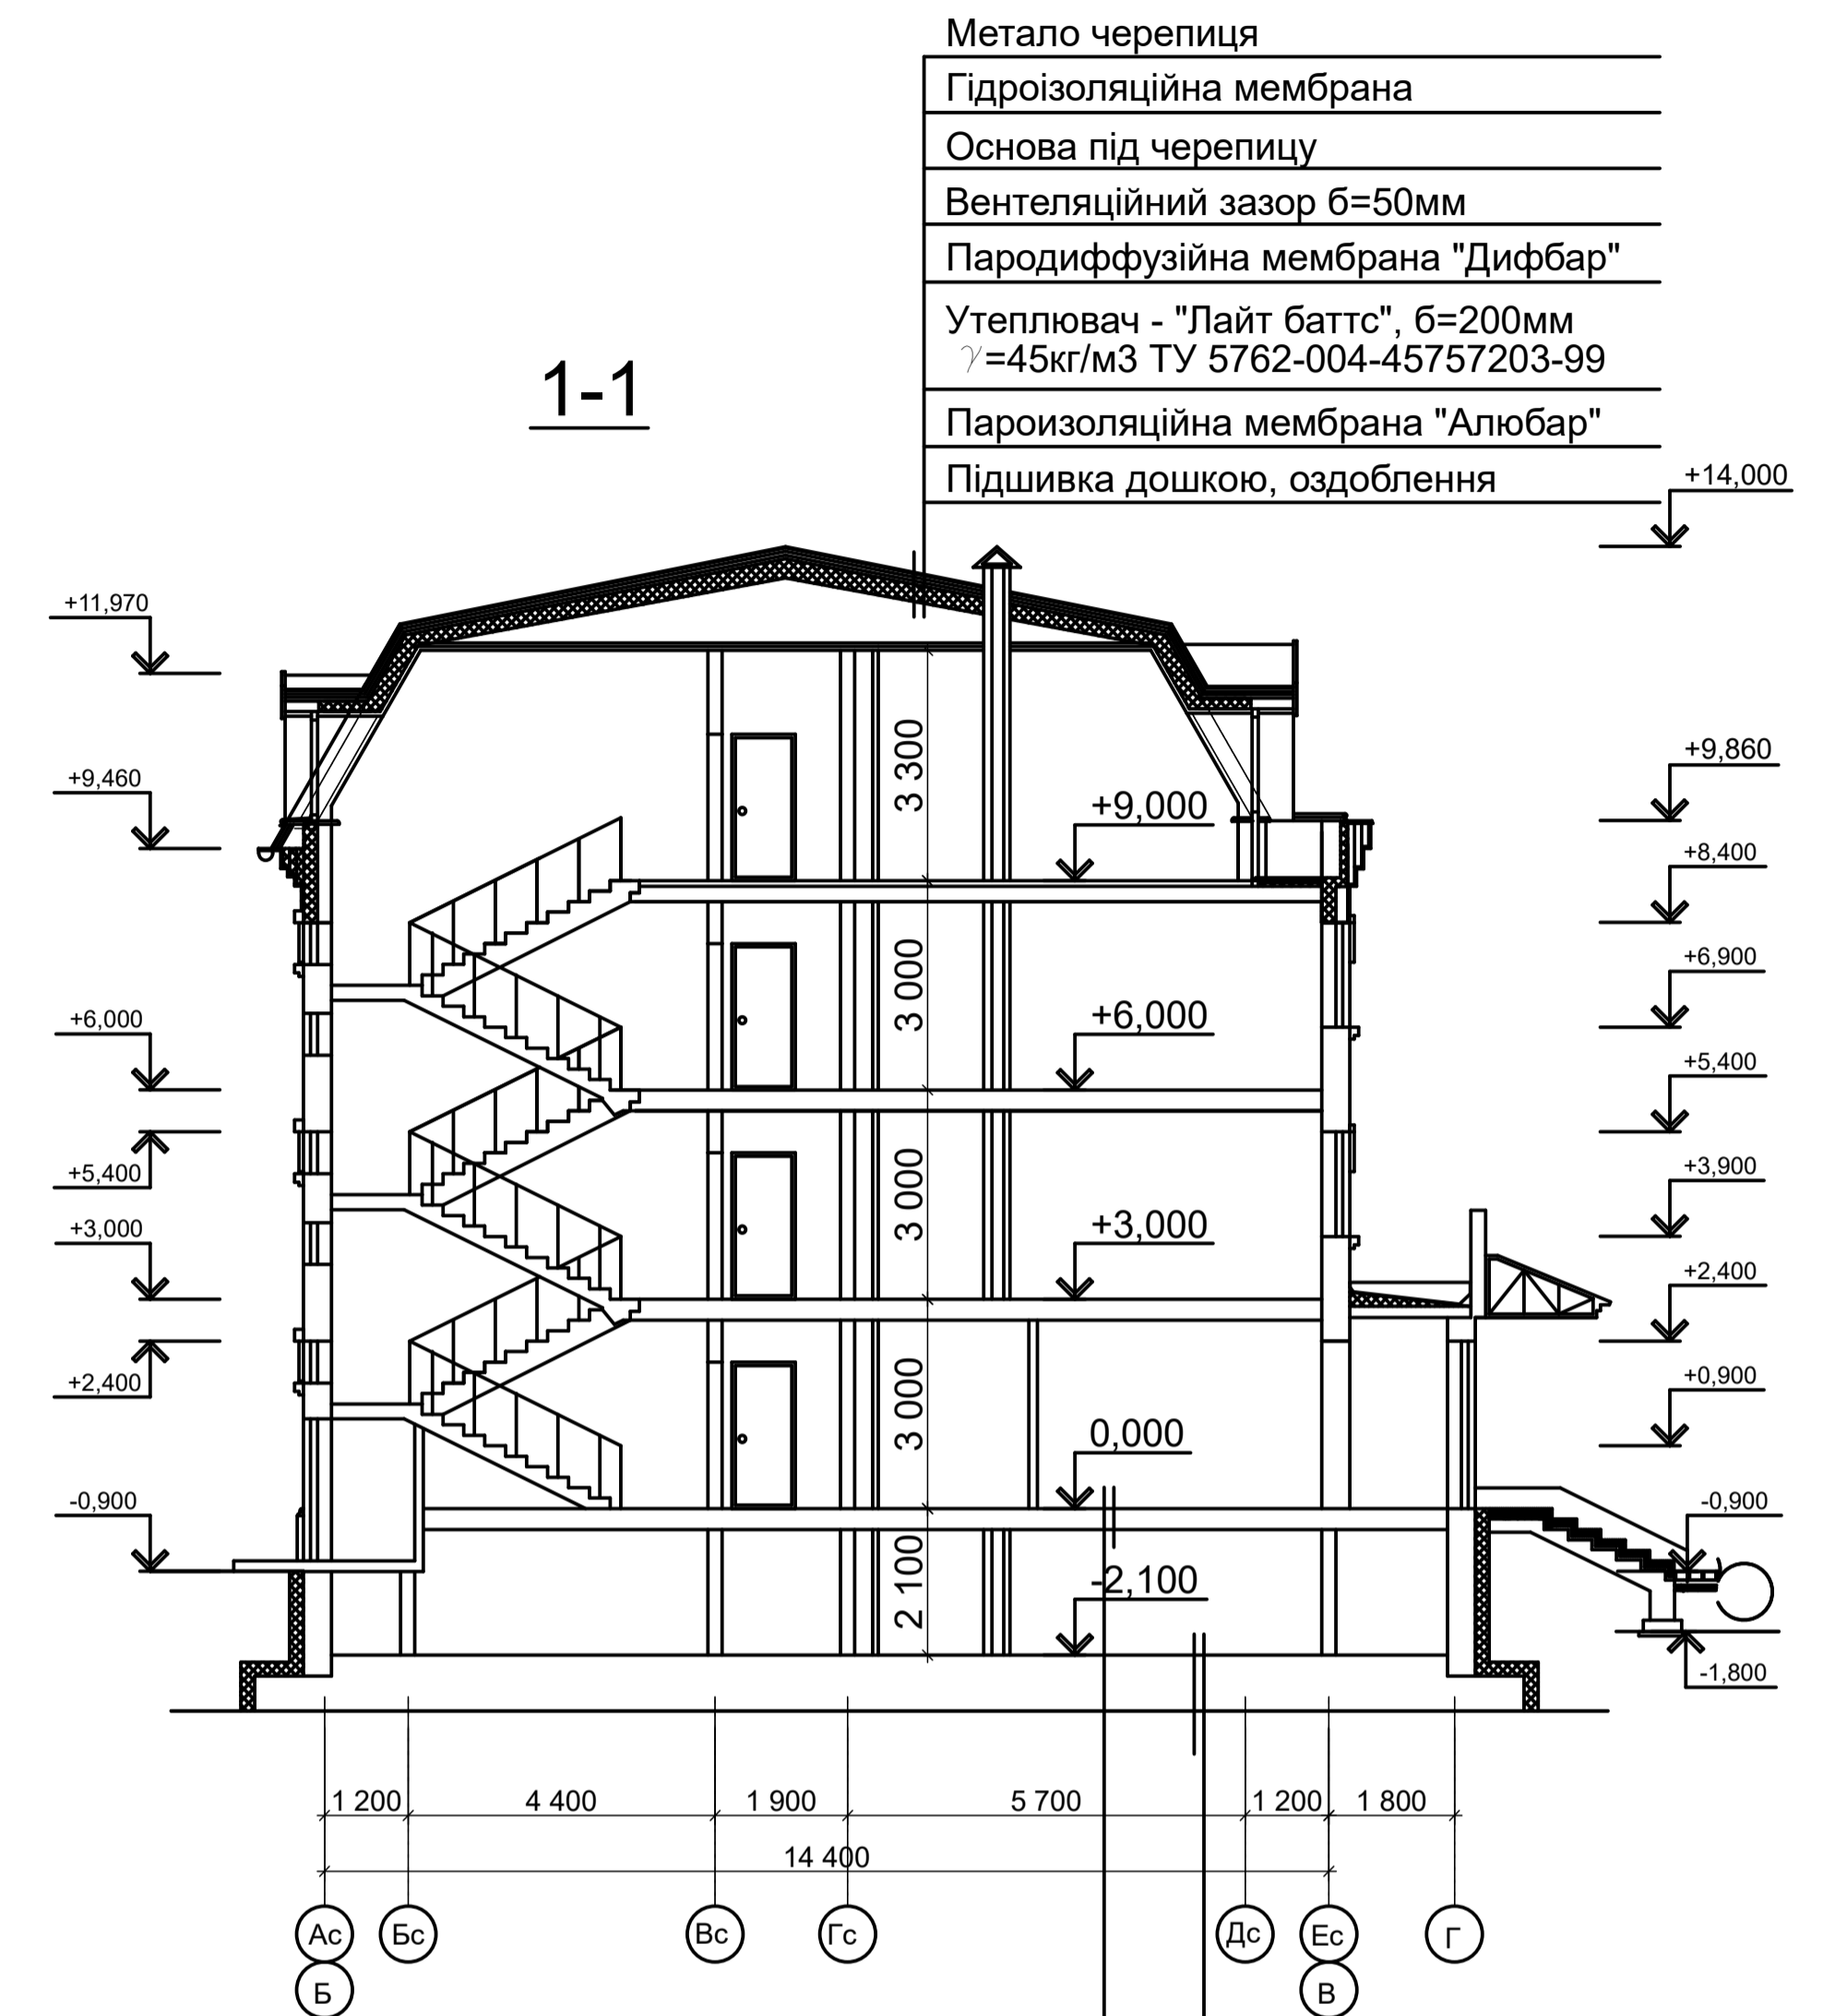 Метало черепиця
Гідроізоляційна мембрана
Основа під черепицу
Вентеляційний зазор б=50мм
Пародиффузійна мембрана "Дифбар"
Утеплювач - "Лайт баттс", б=200мм
γ=45кг/м3 ТУ 5762-004-45757203-99
Пароизоляційна мембрана "Алюбар"
Підшивка дошкою, оздоблення
1-1
+14,000
+11,970
+9,460
+6,000
+5,400
+3,000
+2,400
-0,900
3 300
3 000
3 000
3 000
2 100
+9,000
+6,000
+3,000
0,000
-2,100
+9,860
+8,400
+6,900
+5,400
+3,900
+2,400
+0,900
-0,900
-1,800
1 200 4 400 1 900 5 700 1 200 1 800
14 400
Ас Бс Вс Гс Дс Ес Г
Б В